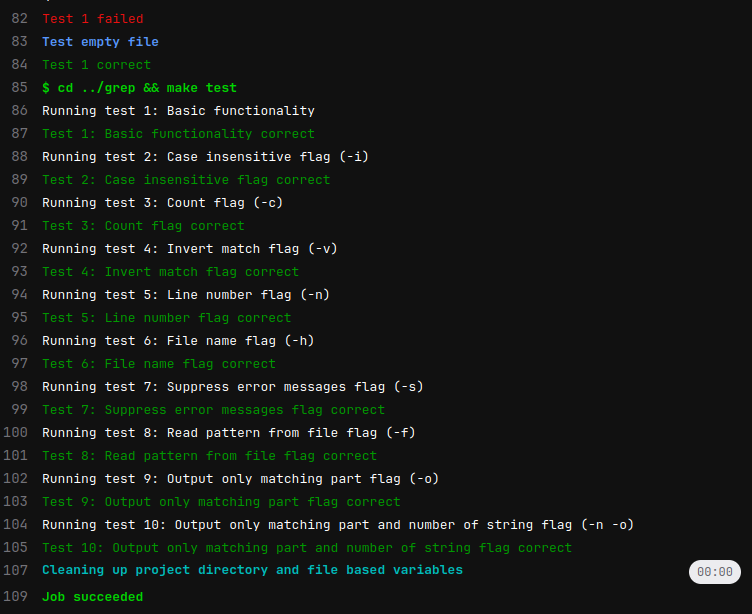 82 Test 1 failed
83 Test empty file
84 Test 1 correct
85 $ cd ../grep && make test
86 Running test 1: Basic functionality
87 Test 1: Basic functionality correct
88 Running test 2: Case insensitive flag (-i)
89 Test 2: Case insensitive flag correct
90 Running test 3: Count flag (-c)
91 Test 3: Count flag correct
92 Running test 4: Invert match flag (-v)
93 Test 4: Invert match flag correct
94 Running test 5: Line number flag (-n)
95 Test 5: Line number flag correct
96 Running test 6: File name flag (-h)
97 Test 6: File name flag correct
98 Running test 7: Suppress error messages flag (-s)
99 Test 7: Suppress error messages flag correct
100 Running test 8: Read pattern from file flag (-f)
101 Test 8: Read pattern from file flag correct
102 Running test 9: Output only matching part flag (-o)
103 Test 9: Output only matching part flag correct
104 Running test 10: Output only matching part and number of string flag (-n -o)
105 Test 10: Output only matching part and number of string flag correct
107 Cleaning up project directory and file based variables 00:00
109 Job succeeded